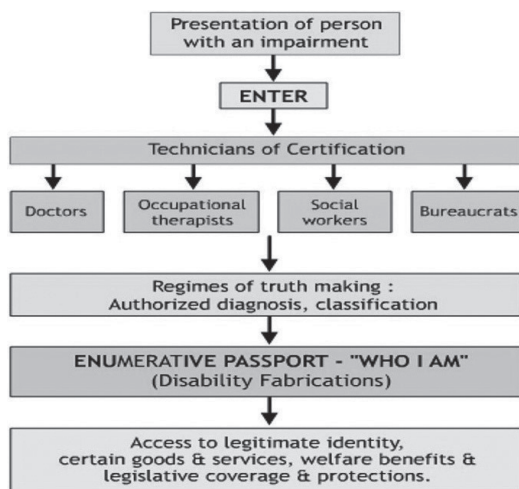 Presentation of person
with an impairment
ENTER
Technicians of Certification
Doctors
Occupational
therapists
Social
workers
Bureaucrats
Regimes of truth making :
Authorized diagnosis, classification
ENUMERATIVE PASSPORT - "WHO I AM"
(Disability Fabrications)
Access to legitimate identity,
certain goods & services, welfare benefits &
legislative coverage & protections.